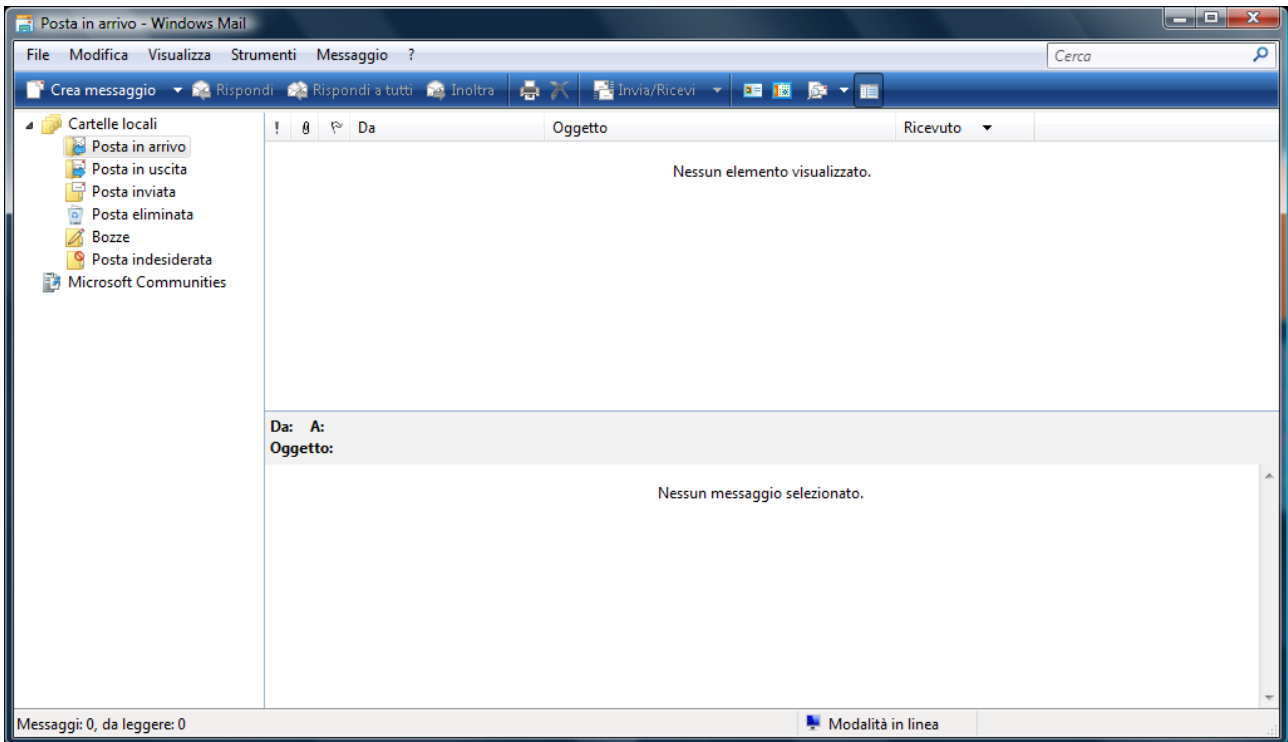 Posta in arrivo - Windows Mail
File Modifica Visualizza Strumenti Messaggio ? Cerca
Crea messaggio Rispondi Rispondi a tutti Inoltra Invia/Ricevi
Cartelle locali
Posta in arrivo
Posta in uscita
Posta inviata
Posta eliminata
Bozze
Posta indesiderata
Microsoft Communities
! Da Oggetto Ricevuto
Nessun elemento visualizzato.
Da: A:
Oggetto:
Nessun messaggio selezionato.
Messaggi: 0, da leggere: 0 Modalità in linea